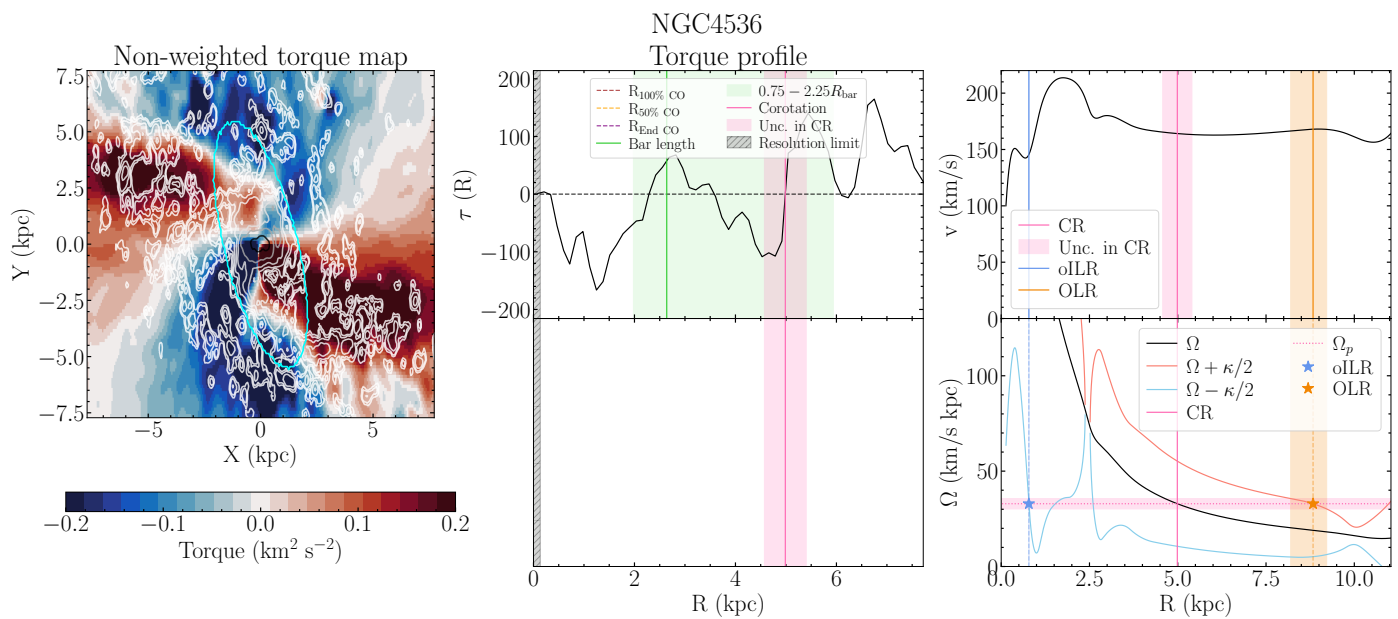 NGC4536
Non-weighted torque map
7.5
5.0
2.5
0.0
−2.5
−5.0
−7.5
Y (kpc)
−5
0
5
X (kpc)
−0.2
−0.1
0.0
0.1
0.2
Torque (km² s⁻²)
Torque profile
200
100
0
−100
−200
τ (R)
R100% CO
R50% CO
REnd CO
Bar length
0.75 − 2.25Rbar
Corotation
Unc. in CR
Resolution limit
0
2
4
6
R (kpc)
200
150
100
50
0
v (km/s)
CR
Unc. in CR
oILR
OLR
100
50
0
Ω (km/s kpc)
Ω
Ω + κ/2
Ω − κ/2
CR
Ωp
oILR
OLR
0.0
2.5
5.0
7.5
10.0
R (kpc)